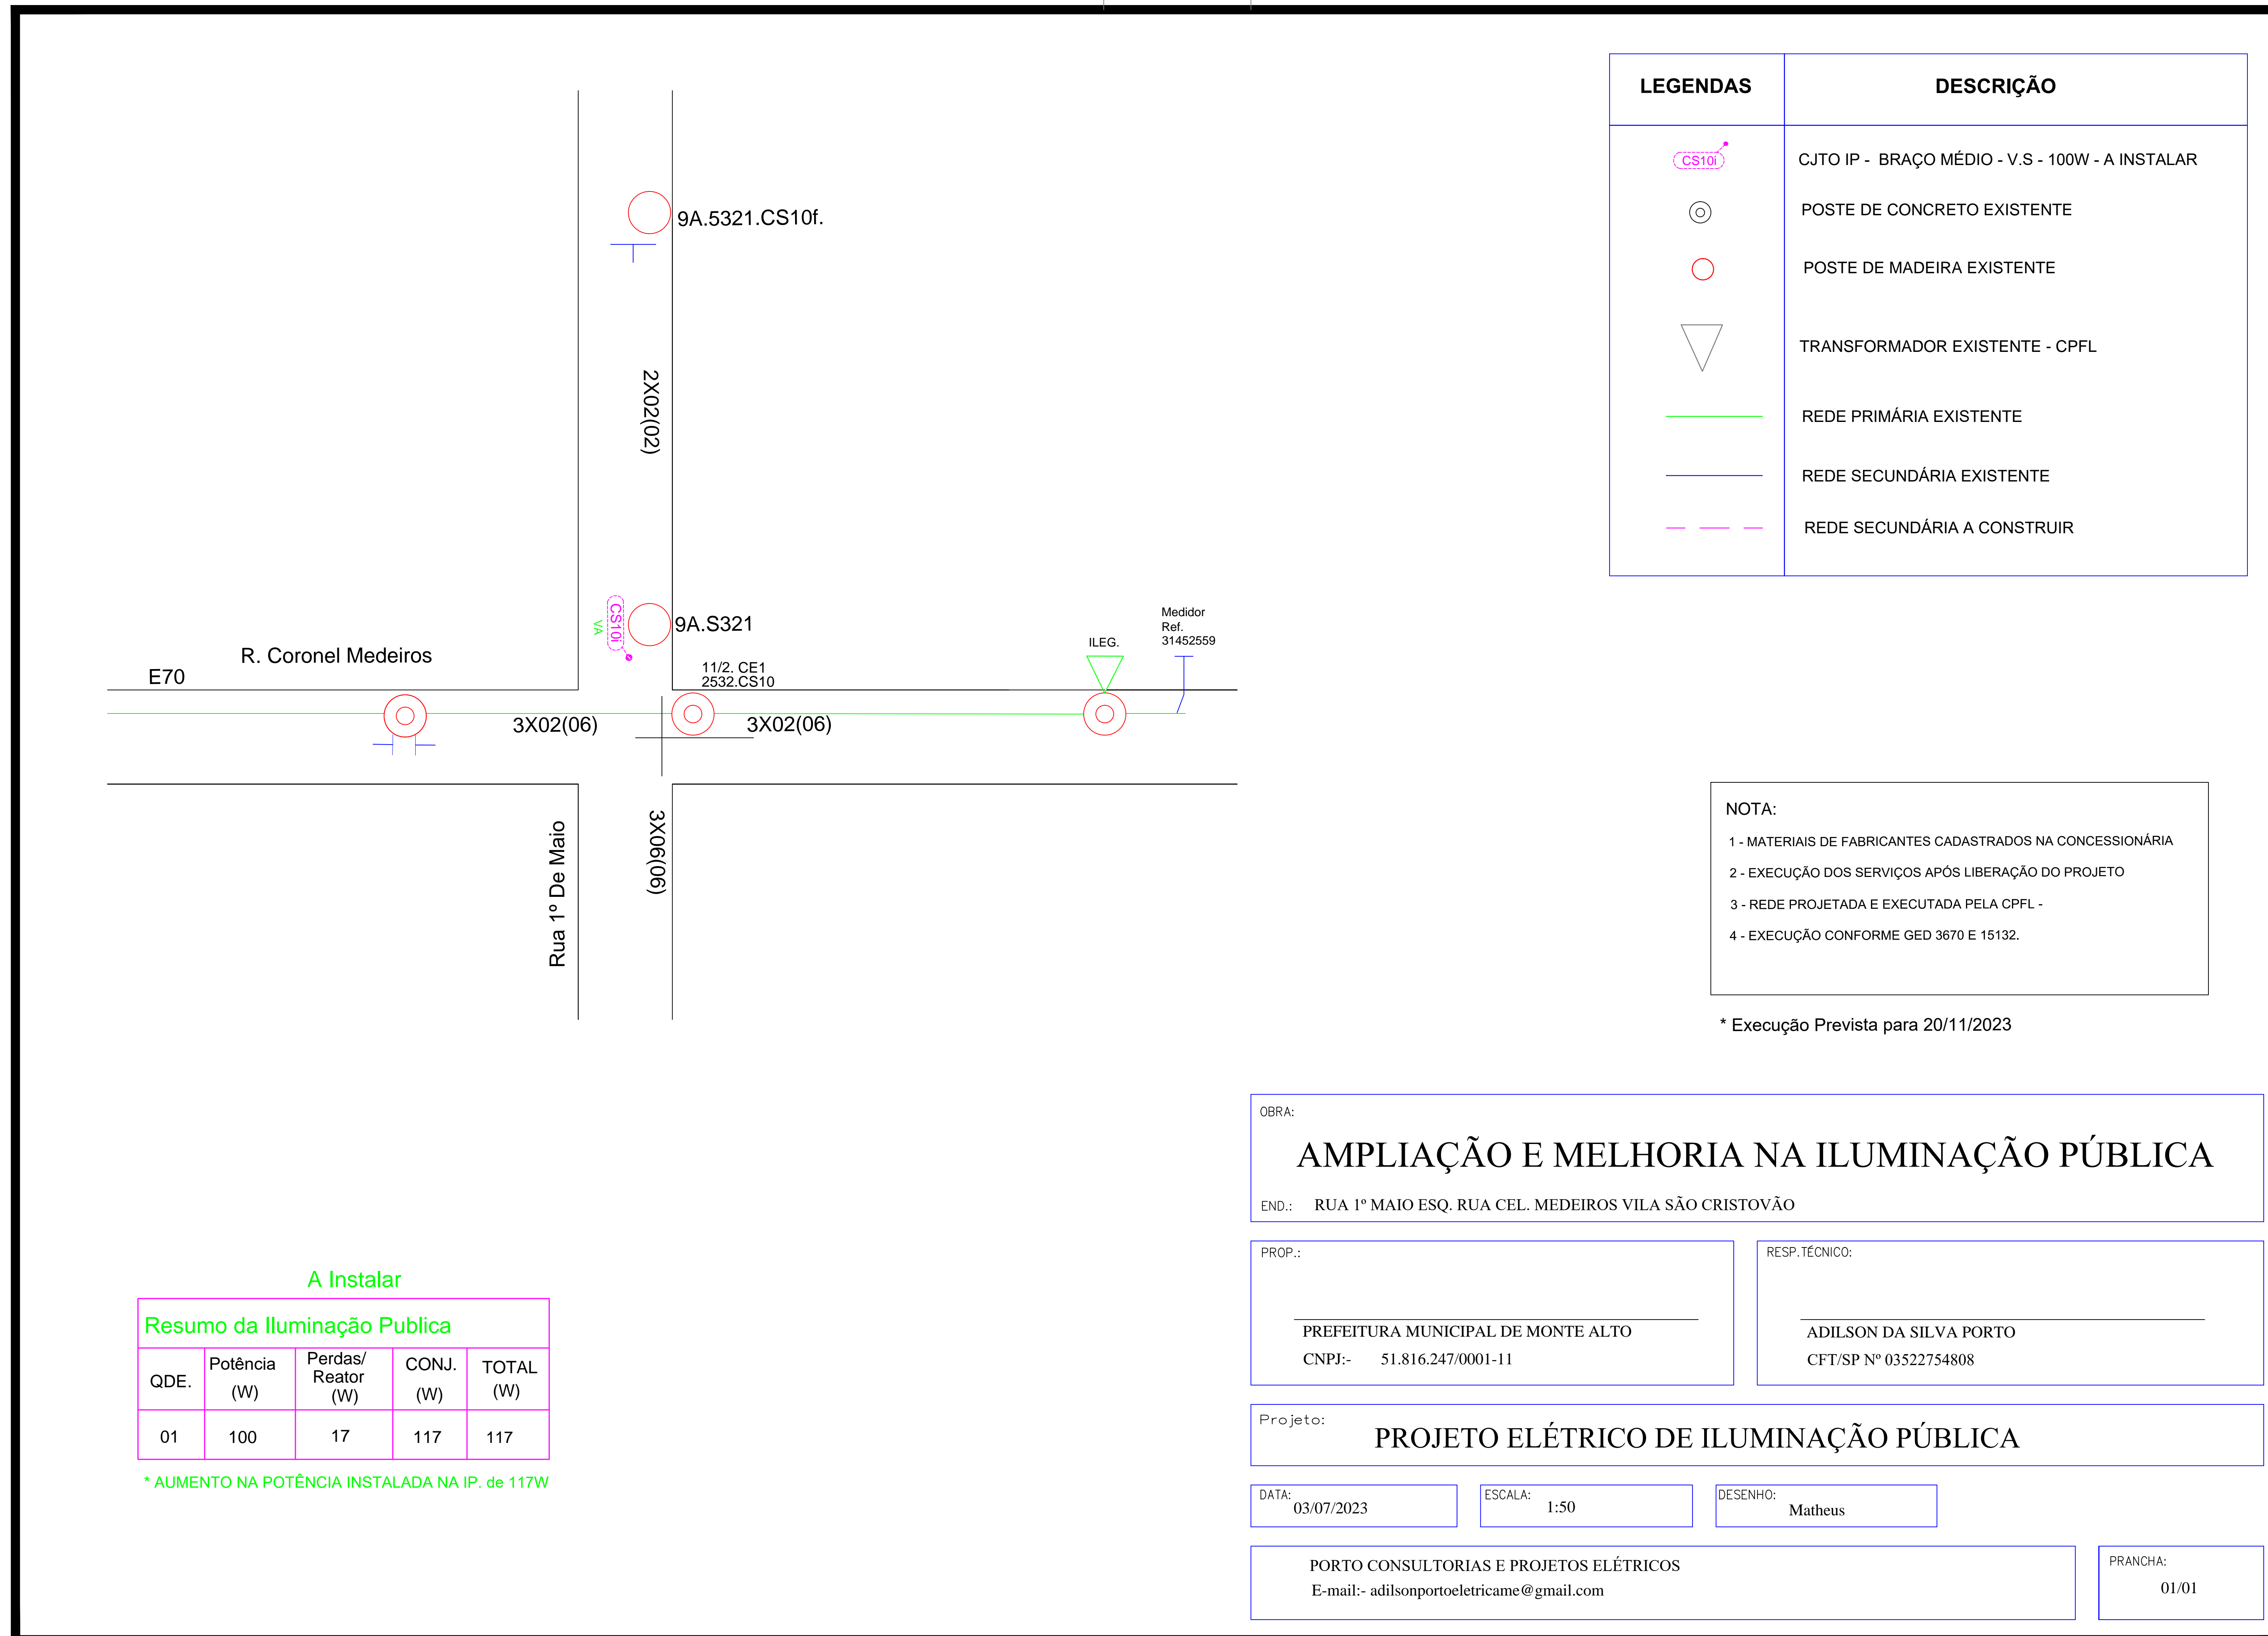 LEGENDAS DESCRIÇÃO
CS10i CJTO IP - BRAÇO MÉDIO - V.S - 100W - A INSTALAR
POSTE DE CONCRETO EXISTENTE
POSTE DE MADEIRA EXISTENTE
TRANSFORMADOR EXISTENTE - CPFL
REDE PRIMÁRIA EXISTENTE
REDE SECUNDÁRIA EXISTENTE
REDE SECUNDÁRIA A CONSTRUIR
9A.5321.CS10f.
2X02(02)
CS10i
VA
9A.S321
R. Coronel Medeiros
E70
11/2. CE1
2532.CS10
ILEG.
Medidor
Ref.
31452559
3X02(06)
3X02(06)
Rua 1º De Maio
3X06(06)
NOTA:
1 - MATERIAIS DE FABRICANTES CADASTRADOS NA CONCESSIONÁRIA
2 - EXECUÇÃO DOS SERVIÇOS APÓS LIBERAÇÃO DO PROJETO
3 - REDE PROJETADA E EXECUTADA PELA CPFL -
4 - EXECUÇÃO CONFORME GED 3670 E 15132.
* Execução Prevista para 20/11/2023
A Instalar
Resumo da Iluminação Publica
QDE. Potência (W) Perdas/ Reator (W) CONJ. (W) TOTAL (W)
01 100 17 117 117
* AUMENTO NA POTÊNCIA INSTALADA NA IP. de 117W
OBRA:
AMPLIAÇÃO E MELHORIA NA ILUMINAÇÃO PÚBLICA
END.: RUA 1º MAIO ESQ. RUA CEL. MEDEIROS VILA SÃO CRISTOVÃO
PROP.:
PREFEITURA MUNICIPAL DE MONTE ALTO
CNPJ:- 51.816.247/0001-11
RESP.TÉCNICO:
ADILSON DA SILVA PORTO
CFT/SP Nº 03522754808
Projeto:
PROJETO ELÉTRICO DE ILUMINAÇÃO PÚBLICA
DATA: 03/07/2023
ESCALA: 1:50
DESENHO: Matheus
PORTO CONSULTORIAS E PROJETOS ELÉTRICOS
E-mail:- adilsonportoeletricame@gmail.com
PRANCHA:
01/01